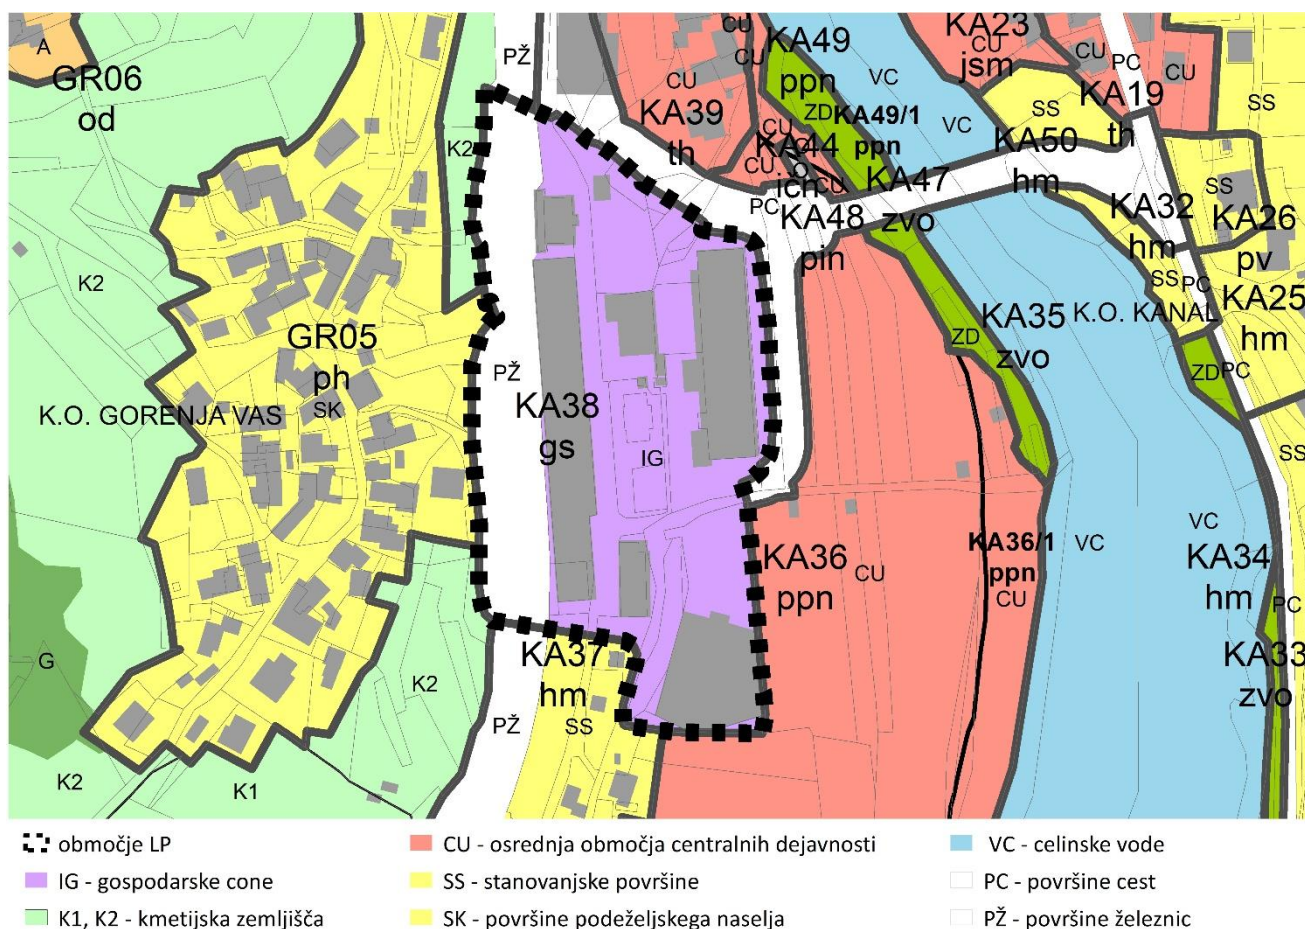 A
GR06
od
K2
PŽ
K2
CU
CU
CU
KA39
th
KA49
ppn
CU
ZD
KA49/1
ppn
VC
VC
KA23
CU
jsm
CU
PC
CU
KA19
th
SS
SS
CU
KA44
CU
ich
CU
KA47
zvo
KA50
hm
PC
KA48
pin
KA32
hm
SS
KA26
pv
SS
PC
KA25
hm
K.O. KANAL
KA35
zvo
ZD
ZD
PC
GR05
ph
SK
K.O. GORENJA VAS
PŽ
KA38
gs
IG
SS
KA36
ppn
CU
KA36/1
ppn
CU
VC
VC
KA34
hm
PC
KA33
zvo
G
K2
K2
K1
PŽ
KA37
hm
SS
območje LP
IG - gospodarske cone
K1, K2 - kmetijska zemljišča
CU - osrednja območja centralnih dejavnosti
SS - stanovanjske površine
SK - površine podeželjskega naselja
VC - celinske vode
PC - površine cest
PŽ - površine železnic